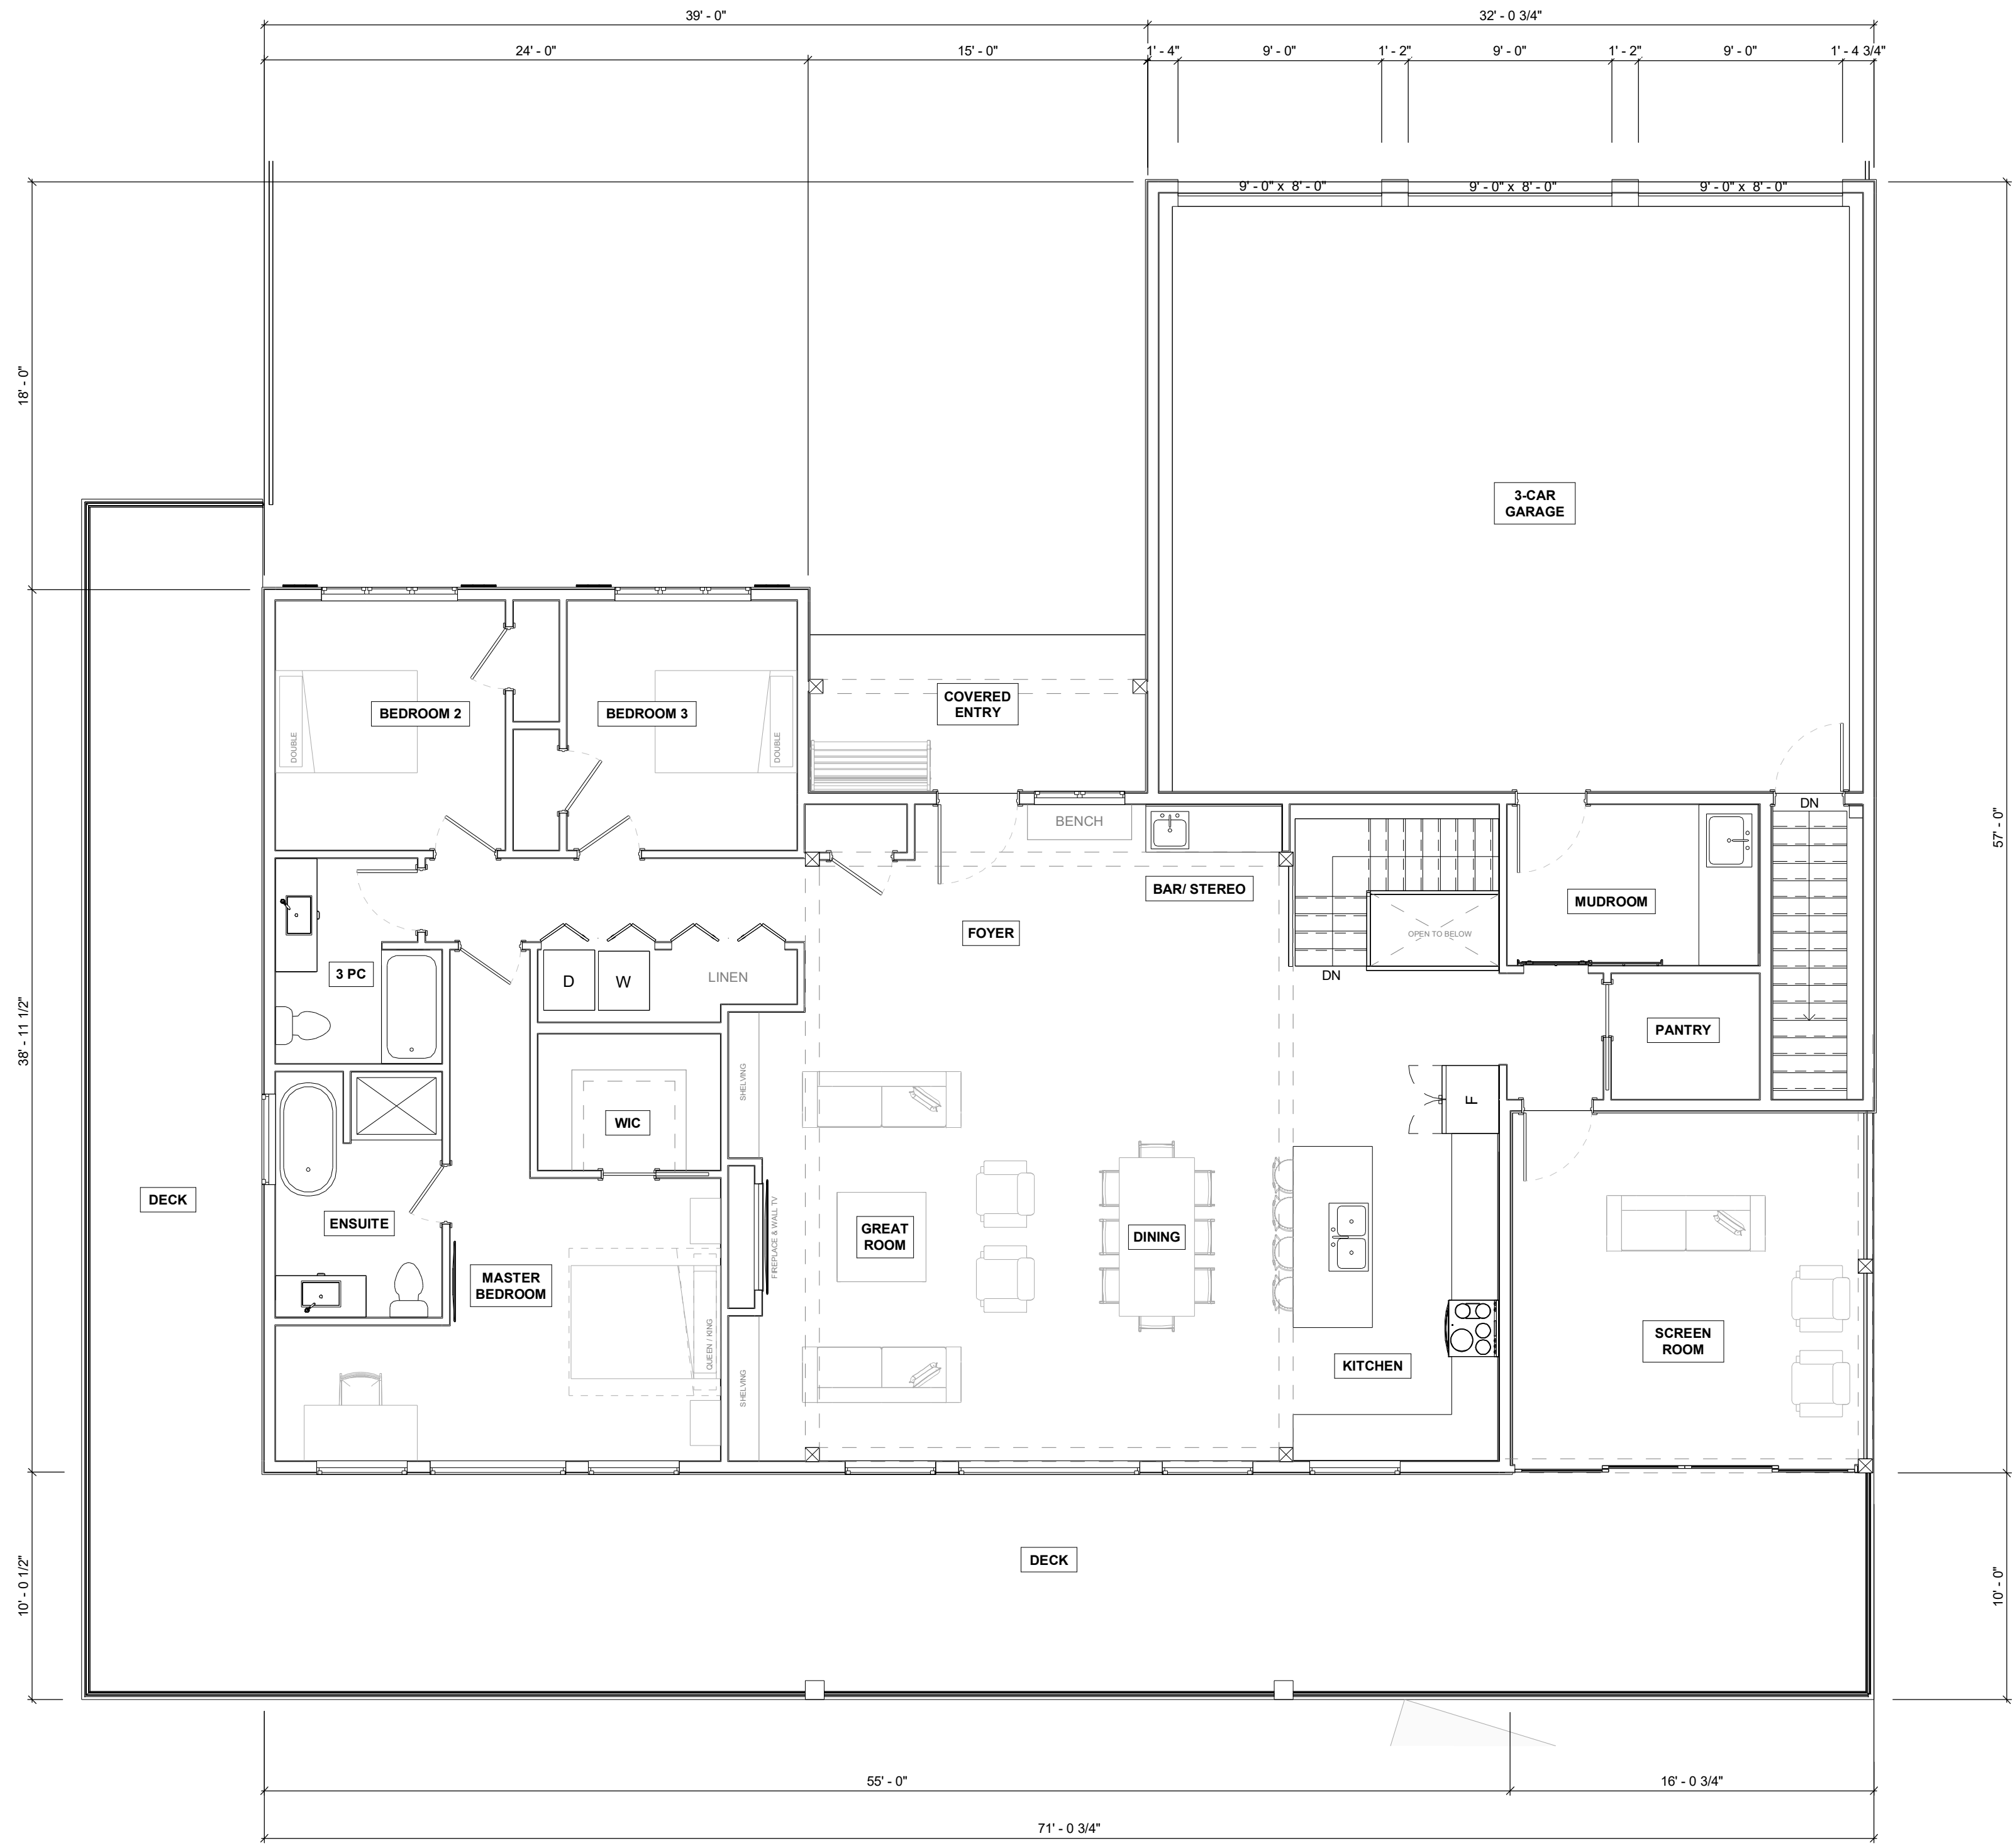 39' - 0"
32' - 0 3/4"
24' - 0"
15' - 0"
1' - 4"
9' - 0"
1' - 2"
9' - 0"
1' - 2"
9' - 0"
1' - 4 3/4"
9' - 0" x 8' - 0"
9' - 0" x 8' - 0"
9' - 0" x 8' - 0"
18' - 0"
3-CAR
GARAGE
BEDROOM 2
BEDROOM 3
COVERED
ENTRY
DOUBLE
DOUBLE
DN
BENCH
57' - 0"
BAR/ STEREO
MUDROOM
FOYER
OPEN TO BELOW
3 PC
D
W
LINEN
DN
38' - 11 1/2"
PANTRY
SHELVING
F
WIC
DECK
ENSUITE
GREAT
ROOM
DINING
FIREPLACE & WALL TV
MASTER
BEDROOM
QUEEN / KING
SCREEN
ROOM
KITCHEN
SHELVING
DECK
10' - 0 1/2"
10' - 0"
55' - 0"
16' - 0 3/4"
71' - 0 3/4"